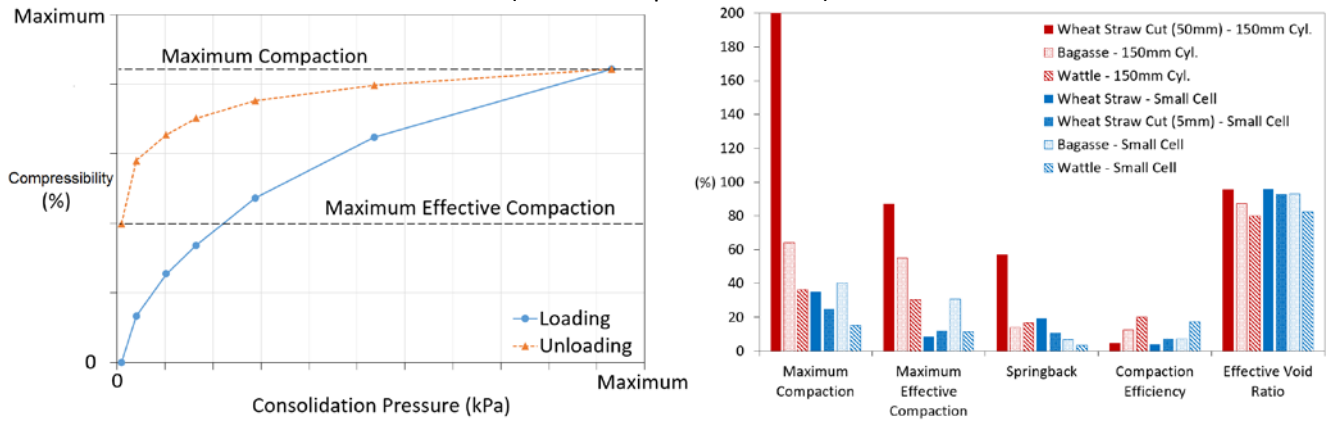 Maximum
Maximum Compaction
Compressibility
(%)
Maximum Effective Compaction
Loading
Unloading
0
0
Maximum
Consolidation Pressure (kPa)
200
180
160
140
120
100
80
60
40
20
0
(%)
Wheat Straw Cut (50mm) - 150mm Cyl.
Bagasse - 150mm Cyl.
Wattle - 150mm Cyl.
Wheat Straw - Small Cell
Wheat Straw Cut (5mm) - Small Cell
Bagasse - Small Cell
Wattle - Small Cell
Maximum
Compaction
Maximum
Effective
Compaction
Springback
Compaction
Efficiency
Effective Void
Ratio